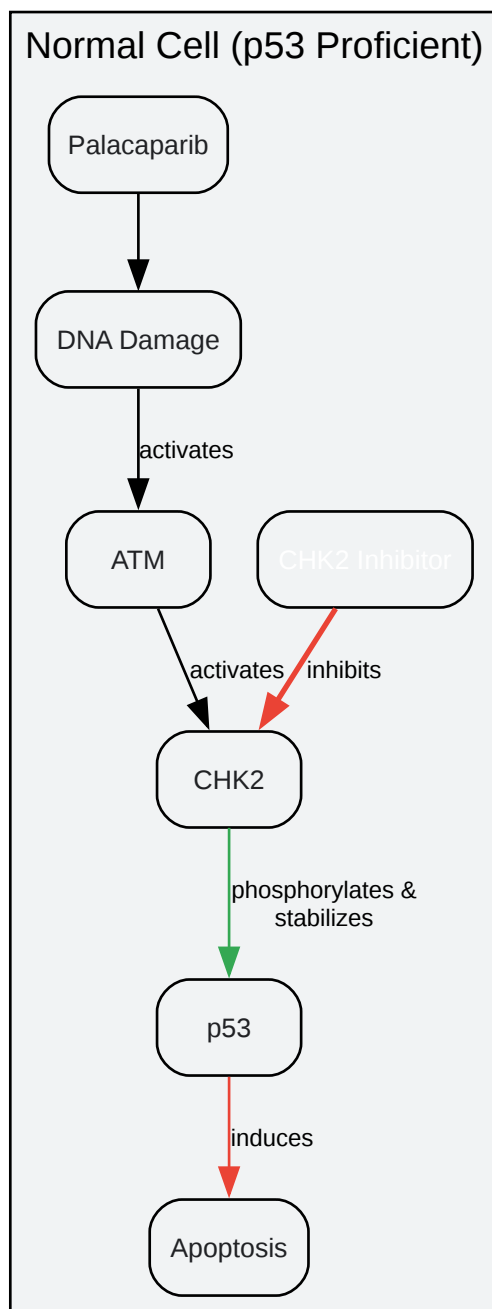 Normal Cell (p53 Proficient)
Palacaparib
DNA Damage
activates
ATM
CHK2 Inhibitor
activates
inhibits
CHK2
phosphorylates &
stabilizes
p53
induces
Apoptosis